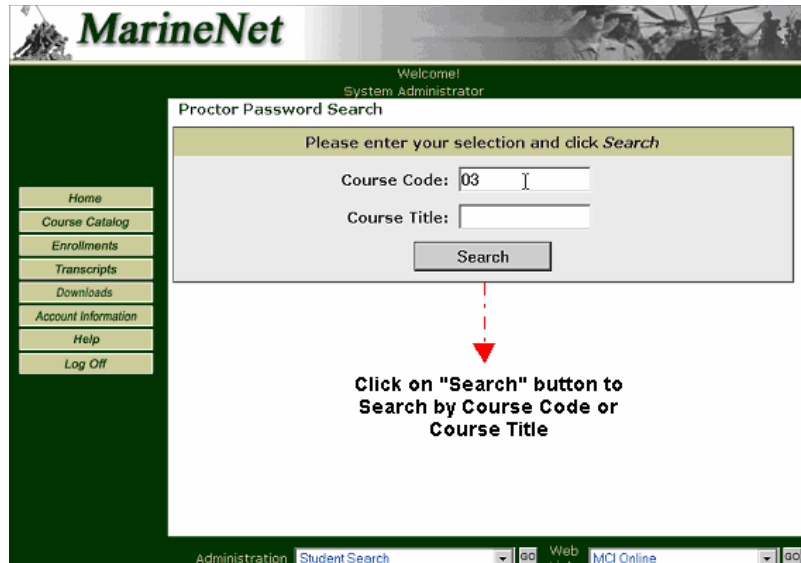 MarineNet
Welcome!
System Administrator
Proctor Password Search
Please enter your selection and click Search
Course Code: 03
Course Title:
Search
Home
Course Catalog
Enrollments
Transcripts
Downloads
Account Information
Help
Log Off
Click on "Search" button to
Search by Course Code or
Course Title
Administration Student Search GO Web MCI Online GO